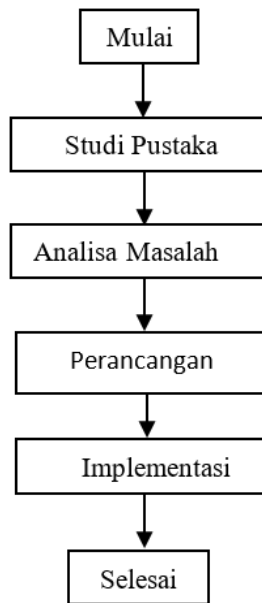 Mulai
Studi Pustaka
Analisa Masalah
Perancangan
Implementasi
Selesai